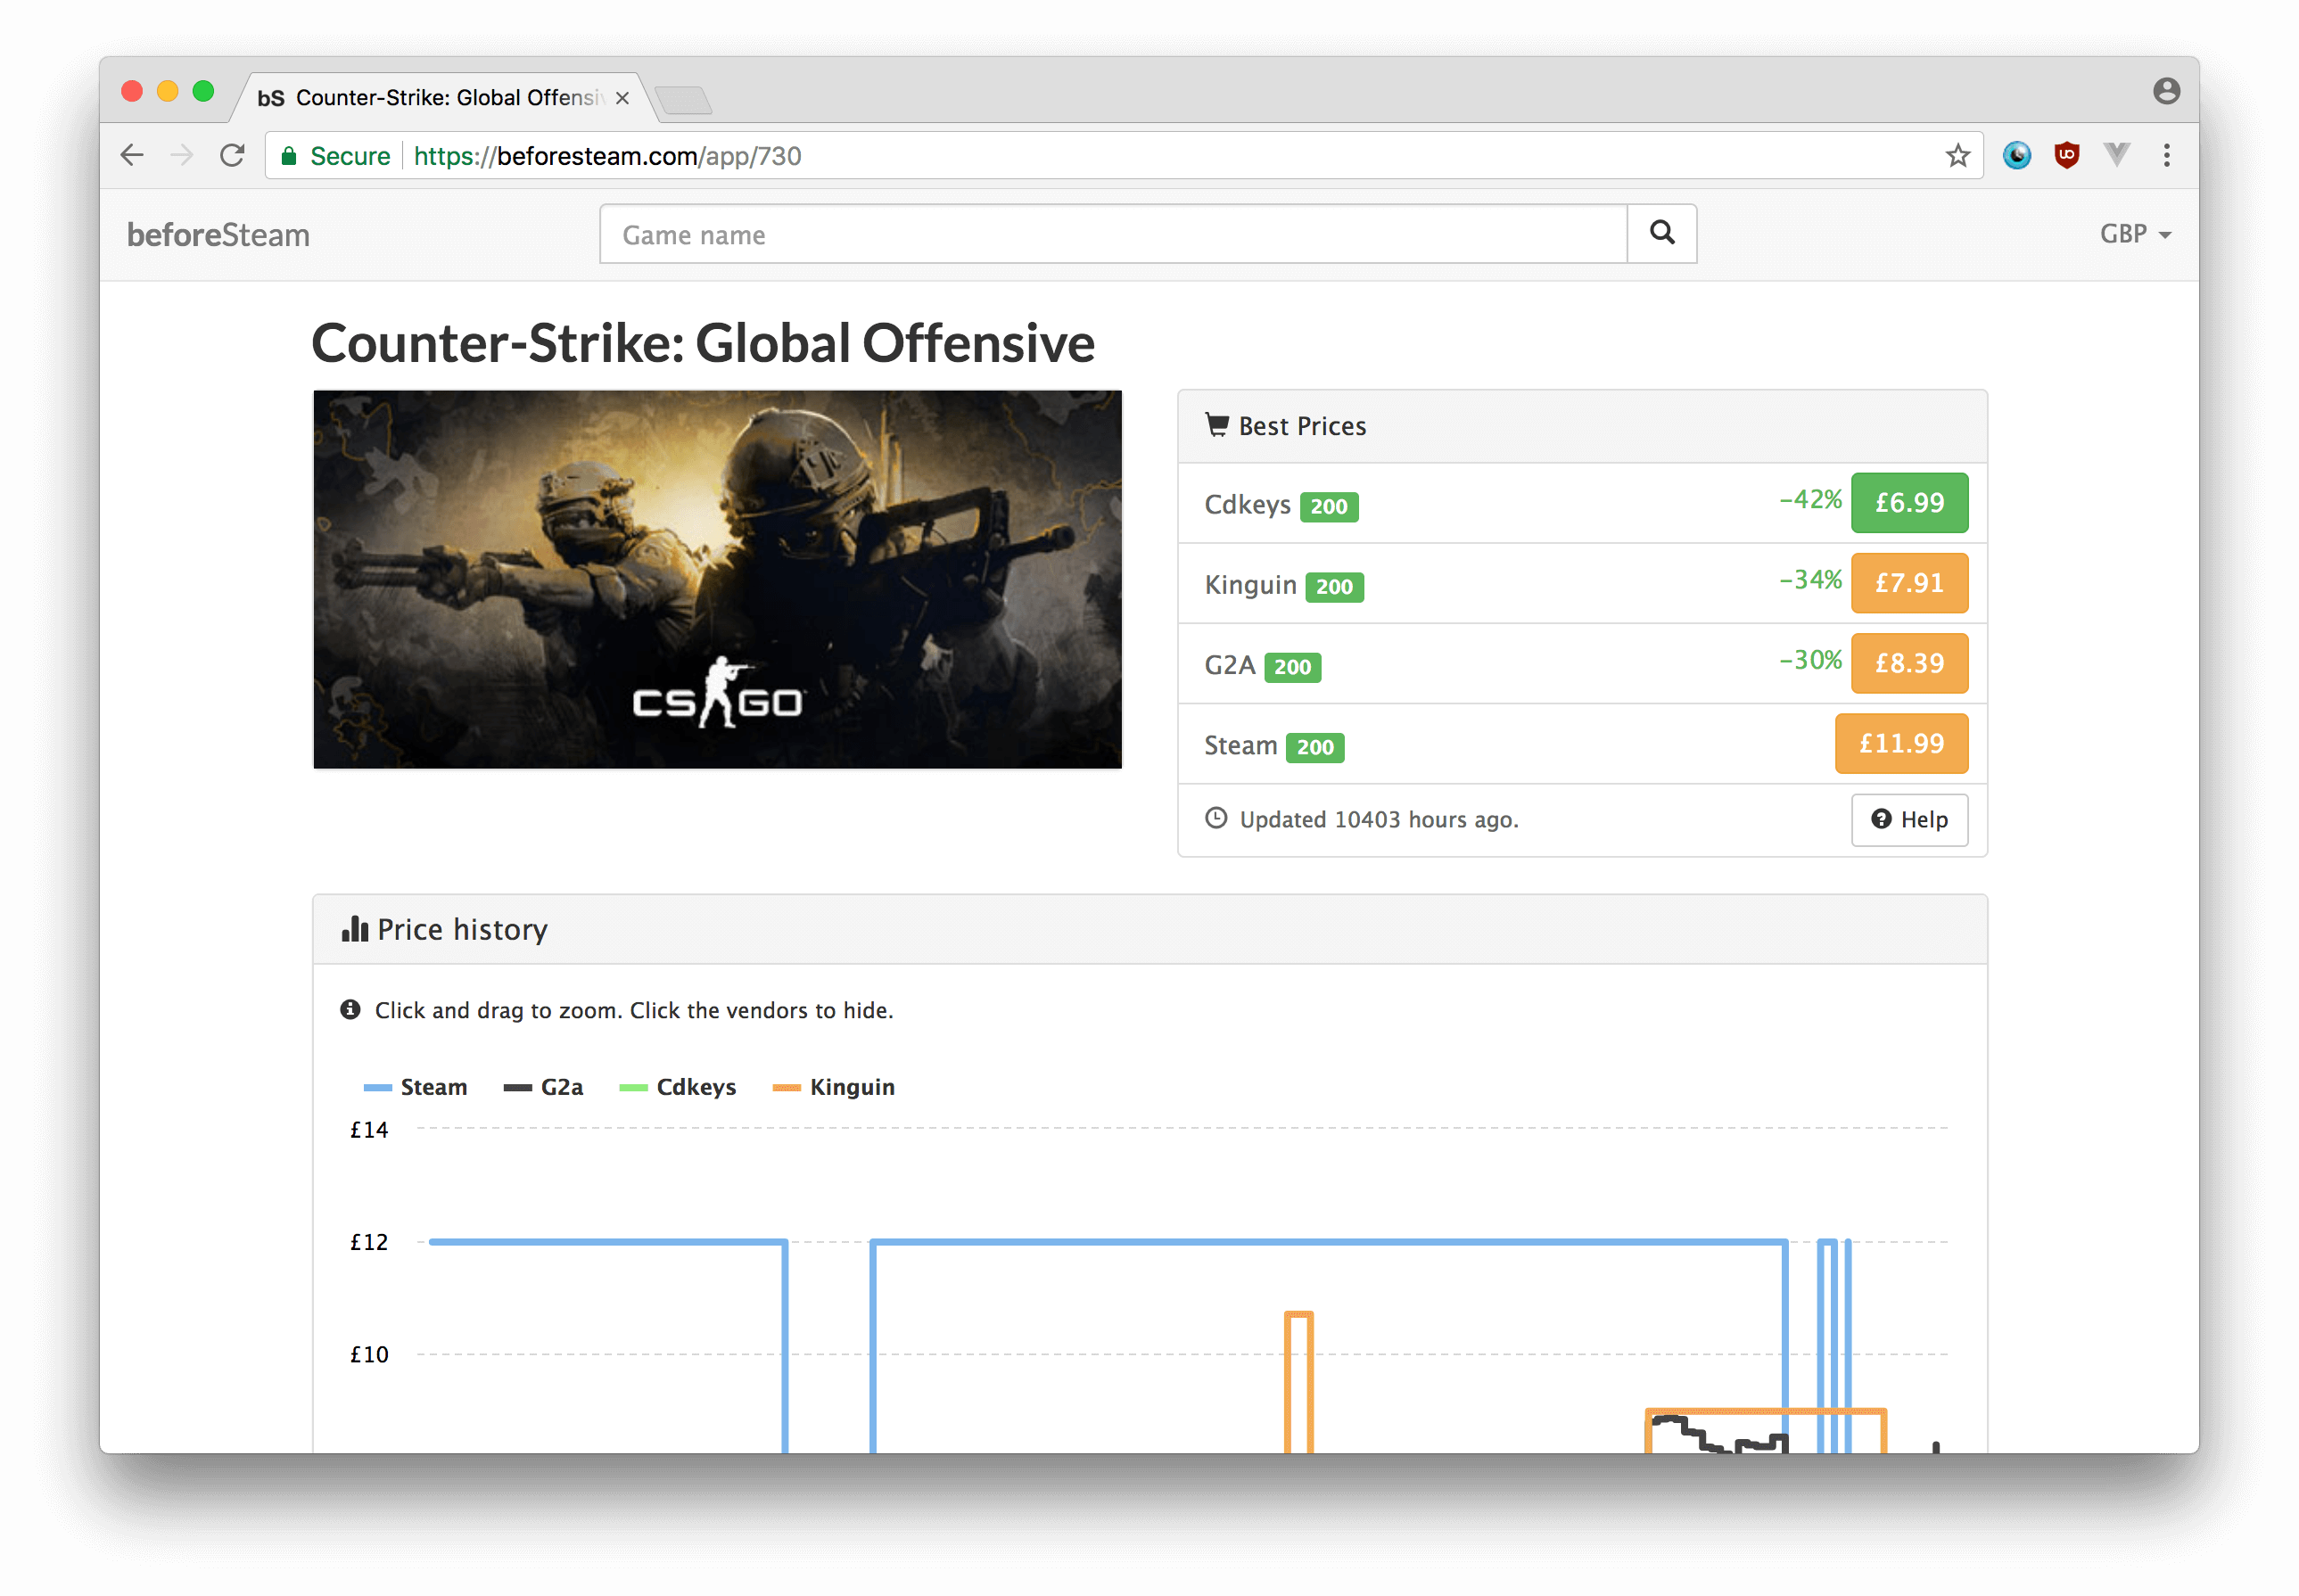 bS Counter-Strike: Global Offensiv
Secure https://beforesteam.com/app/730
beforeSteam Game name GBP
Counter-Strike: Global Offensive
CS GO
Best Prices
Cdkeys 200 -42% £6.99
Kinguin 200 -34% £7.91
G2A 200 -30% £8.39
Steam 200 £11.99
Updated 10403 hours ago. Help
Price history
Click and drag to zoom. Click the vendors to hide.
Steam G2a Cdkeys Kinguin
£14
£12
£10